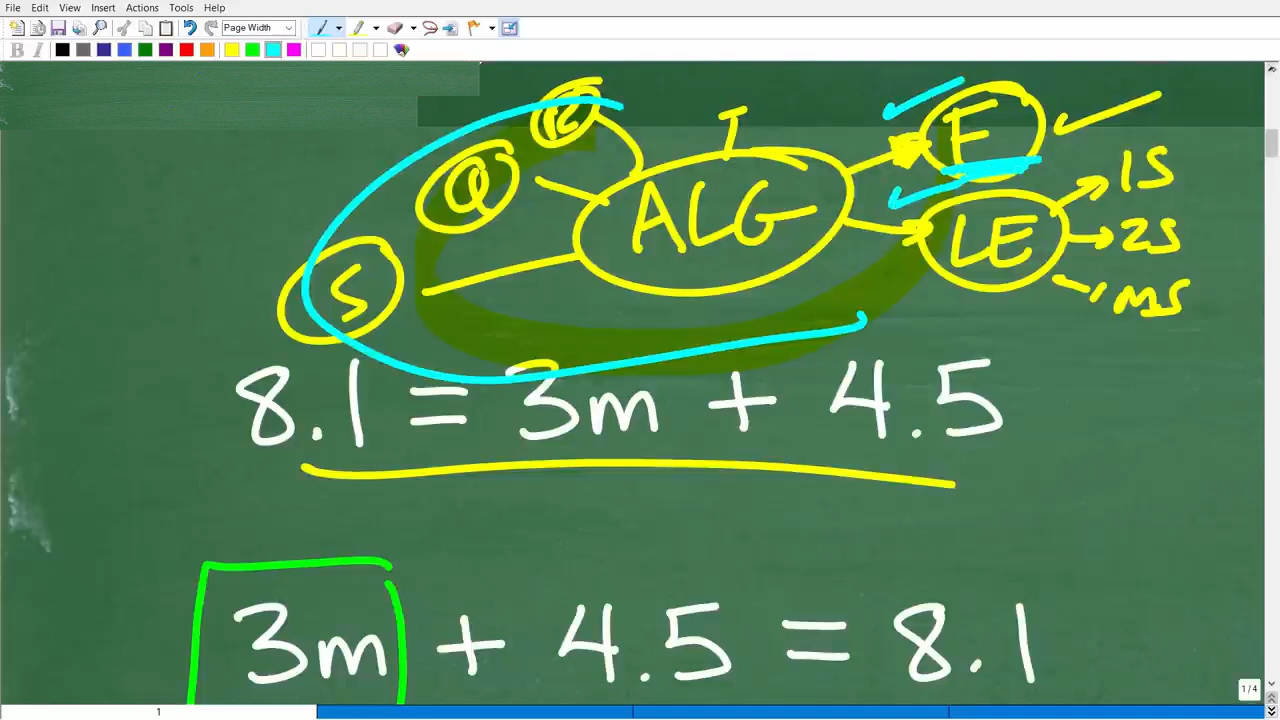 File Edit View Insert Actions Tools Help
Page Width
B I
R
I
F
Q
ALG
1S
S
LE
2S
MS
8.1 = 3m + 4.5
3m + 4.5 = 8.1
1/4
1